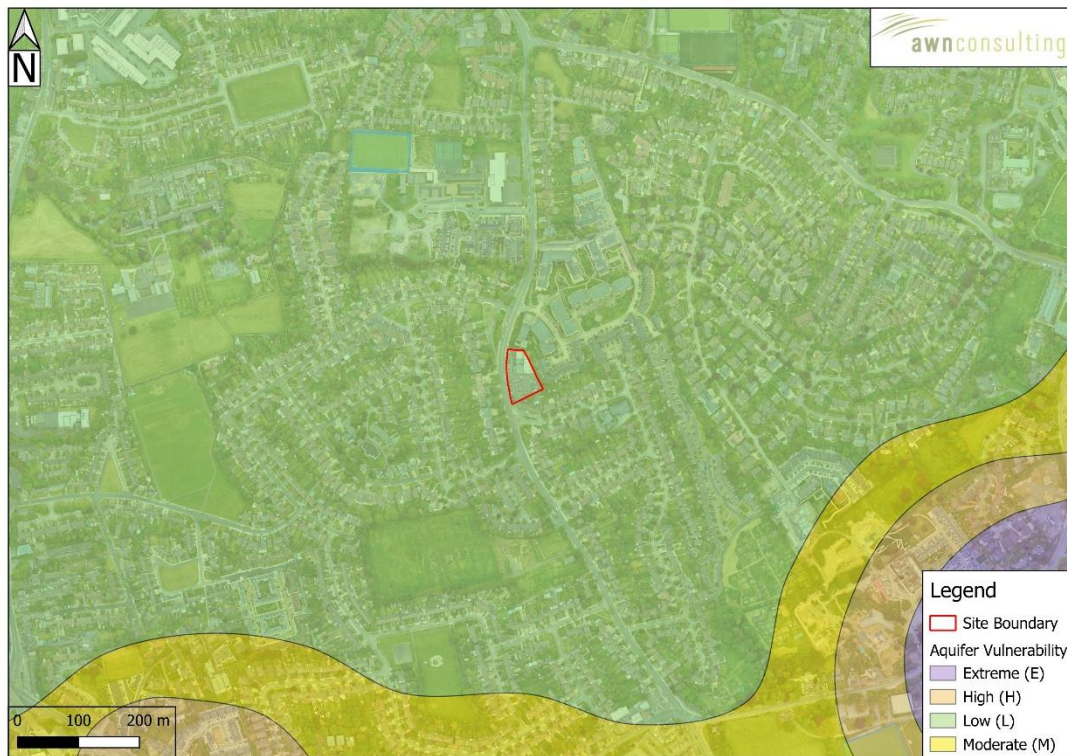 N
awnconsulting
Legend
Site Boundary
Aquifer Vulnerability
Extreme (E)
High (H)
Low (L)
Moderate (M)
0 100 200 m